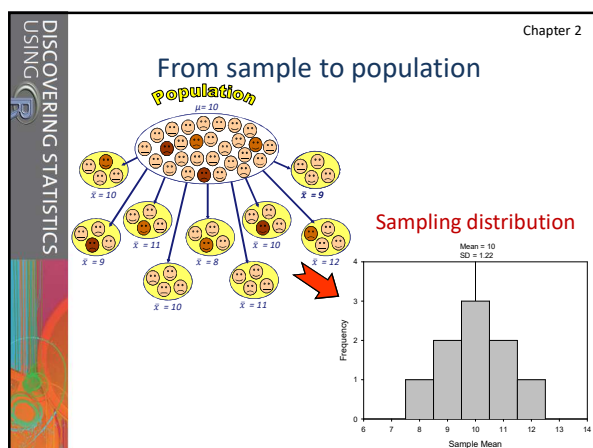 Chapter 2
DISCOVERING STATISTICS
USING R
From sample to population
Population
μ= 10
x̄ = 10
x̄ = 9
x̄ = 11
x̄ = 10
x̄ = 9
x̄ = 8
x̄ = 12
x̄ = 10
x̄ = 11
Sampling distribution
Mean = 10
SD = 1.22
4
3
2
1
0
Frequency
6 7 8 9 10 11 12 13 14
Sample Mean